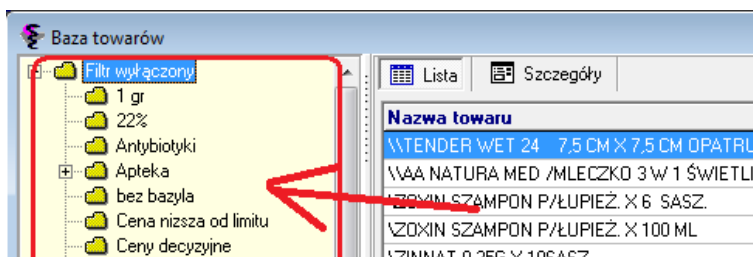 Baza towarów
Filtr wyłączony
1 gr
22%
Antybiotyki
Apteka
bez bazyla
Cena nizsza od limitu
Ceny decyzyjne
Lista
Szczegóły
Nazwa towaru
\\TENDER WET 24 7,5 CM X 7,5 CM OPATRU
\\AA NATURA MED /MLECZKO 3 W 1 ŚWIETLI
\ZOXIN SZAMPON P/ŁUPIEŻ. X 6 SASZ.
\ZOXIN SZAMPON P/ŁUPIEŻ. X 100 ML